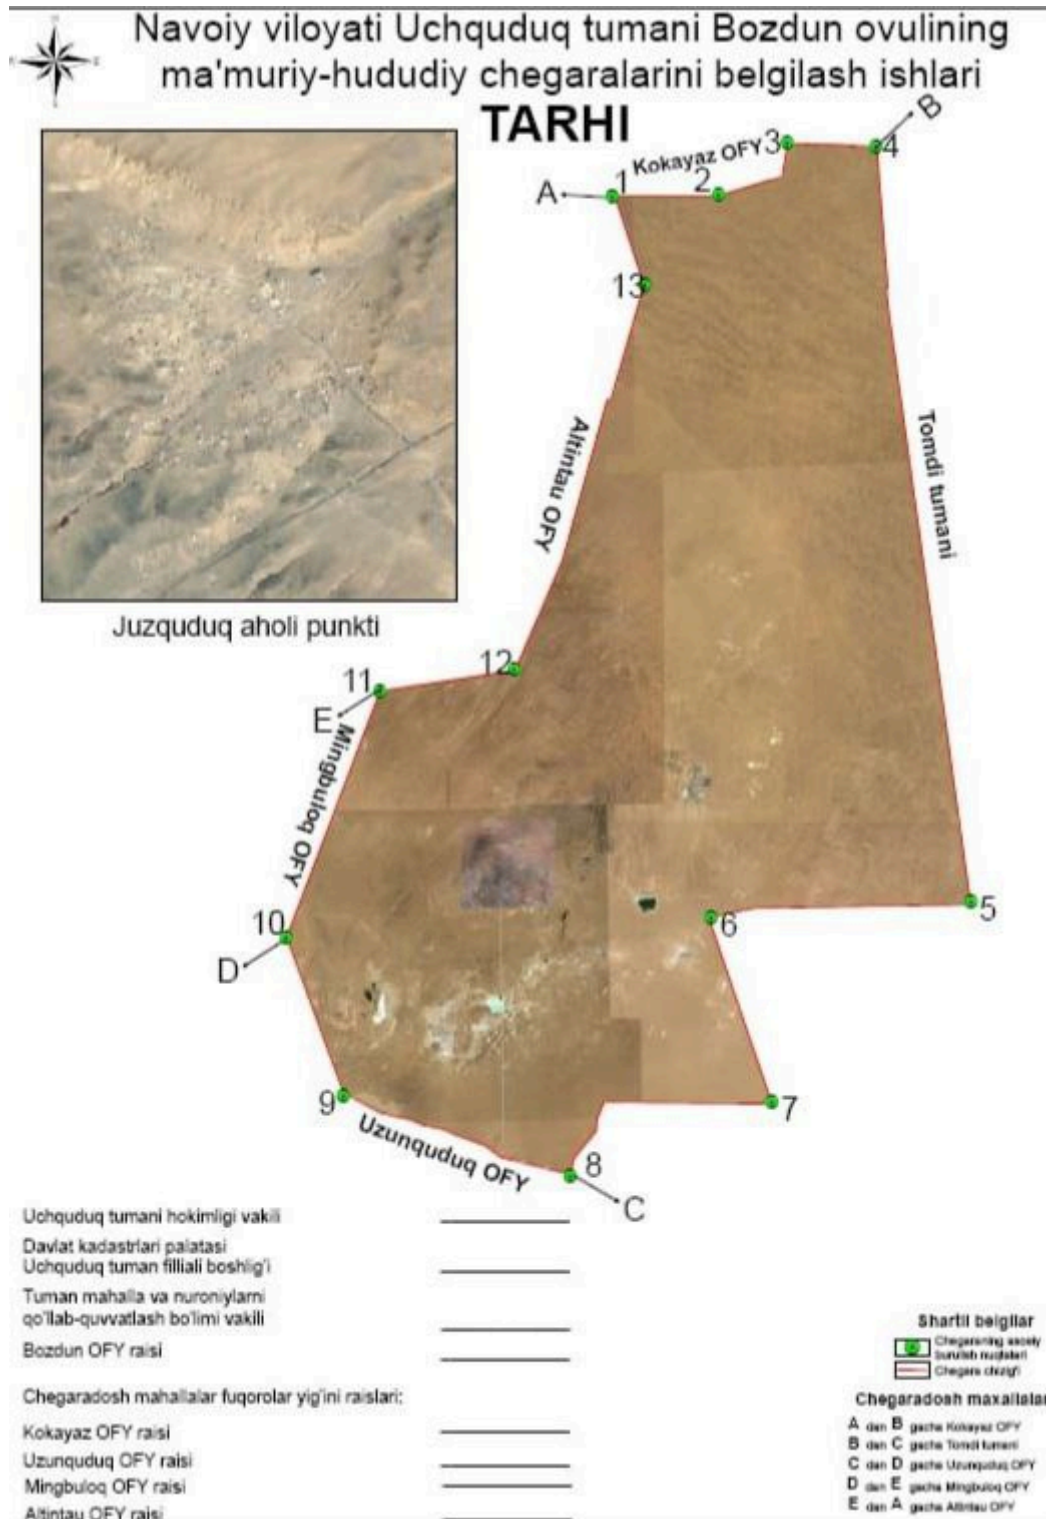 Navoiy viloyati Uchquduq tumani Bozdun ovulining
ma'muriy-hududiy chegaralarini belgilash ishlari
TARHI
B
Kokayaz OFY
3
4
A
1
2
13
Altintau OFY
Tomdi tumani
Juzquduq aholi punkti
12
11
E
Mingbuloq OFY
5
6
10
D
9
7
Uzunquduq OFY
8
C
Uchquduq tumani hokimligi vakili
Davlat kadastrlari palatasi
Uchquduq tuman filliali boshlig'i
Tuman mahalla va nuroniylarni
qo'llab-quvvatlash bo'limi vakili
Bozdun OFY raisi
Chegaradosh mahallalar fuqorolar yig'ini raislari:
Kokayaz OFY raisi
Uzunquduq OFY raisi
Mingbuloq OFY raisi
Altintau OFY raisi
Shartli belgilar
Chegaraning asosiy
burulish nuqtalari
Chegara chizig'i
Chegaradosh maxallalar
A dan B gacha Kokayaz OFY
B dan C gacha Tomdi tumani
C dan D gacha Uzunquduq OFY
D dan E gacha Mingbuloq OFY
E dan A gacha Altintau OFY